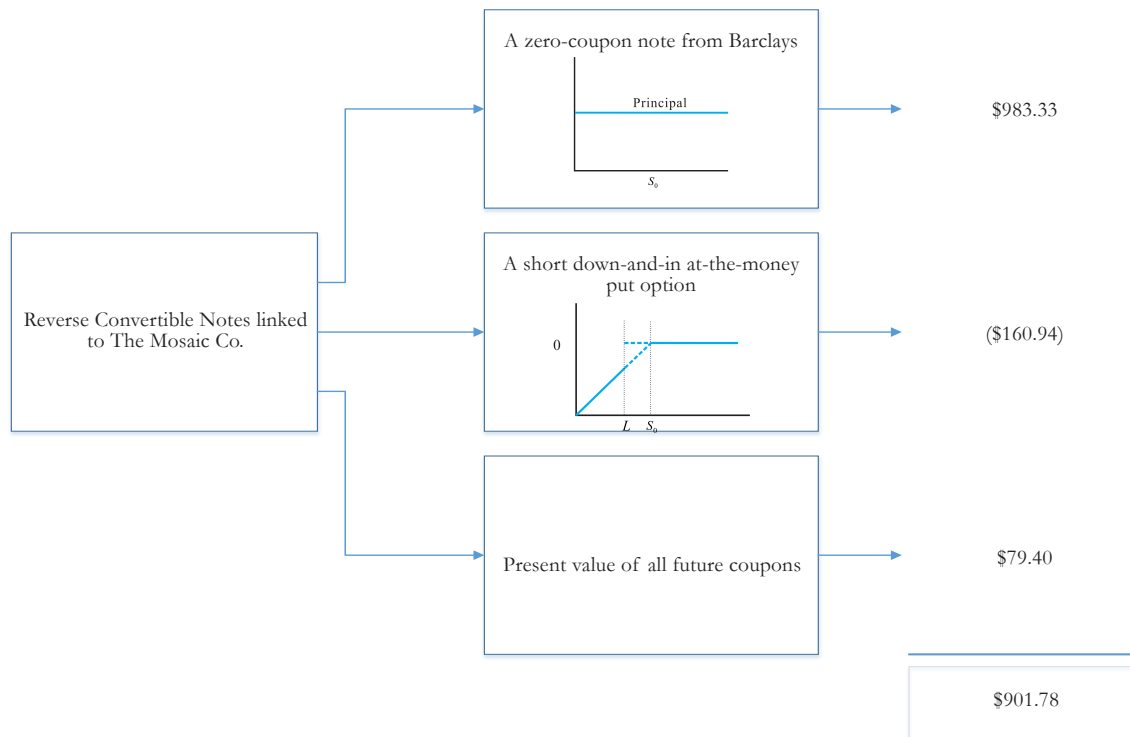 A zero-coupon note from Barclays
Principal
S₀
$983.33
Reverse Convertible Notes linked
to The Mosaic Co.
A short down-and-in at-the-money
put option
0
L S₀
($160.94)
Present value of all future coupons
$79.40
$901.78